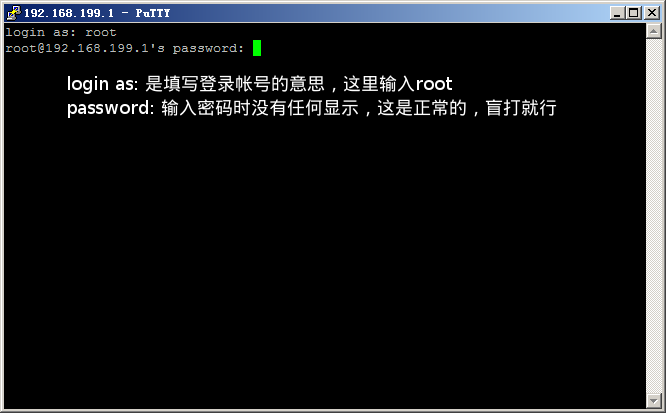 192.168.199.1 - PuTTY
login as: root
root@192.168.199.1's password:
login as: 是填写登录帐号的意思，这里输入root
password: 输入密码时没有任何显示，这是正常的，盲打就行